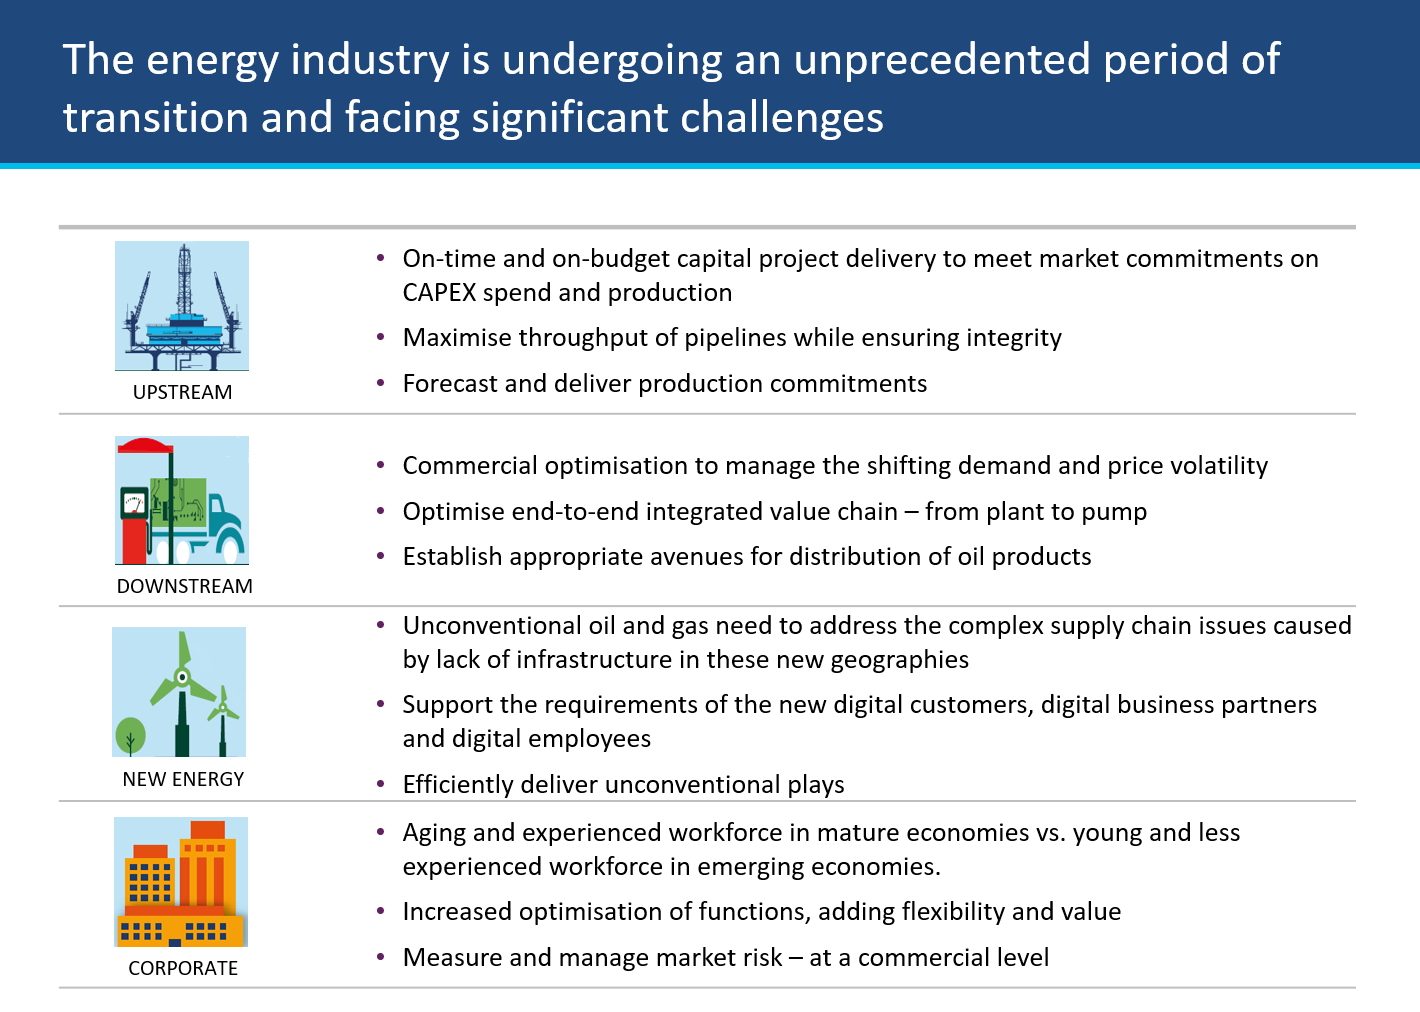 The energy industry is undergoing an unprecedented period of
transition and facing significant challenges
UPSTREAM
• On-time and on-budget capital project delivery to meet market commitments on
CAPEX spend and production
• Maximise throughput of pipelines while ensuring integrity
• Forecast and deliver production commitments
DOWNSTREAM
• Commercial optimisation to manage the shifting demand and price volatility
• Optimise end-to-end integrated value chain – from plant to pump
• Establish appropriate avenues for distribution of oil products
NEW ENERGY
• Unconventional oil and gas need to address the complex supply chain issues caused
by lack of infrastructure in these new geographies
• Support the requirements of the new digital customers, digital business partners
and digital employees
• Efficiently deliver unconventional plays
CORPORATE
• Aging and experienced workforce in mature economies vs. young and less
experienced workforce in emerging economies.
• Increased optimisation of functions, adding flexibility and value
• Measure and manage market risk – at a commercial level